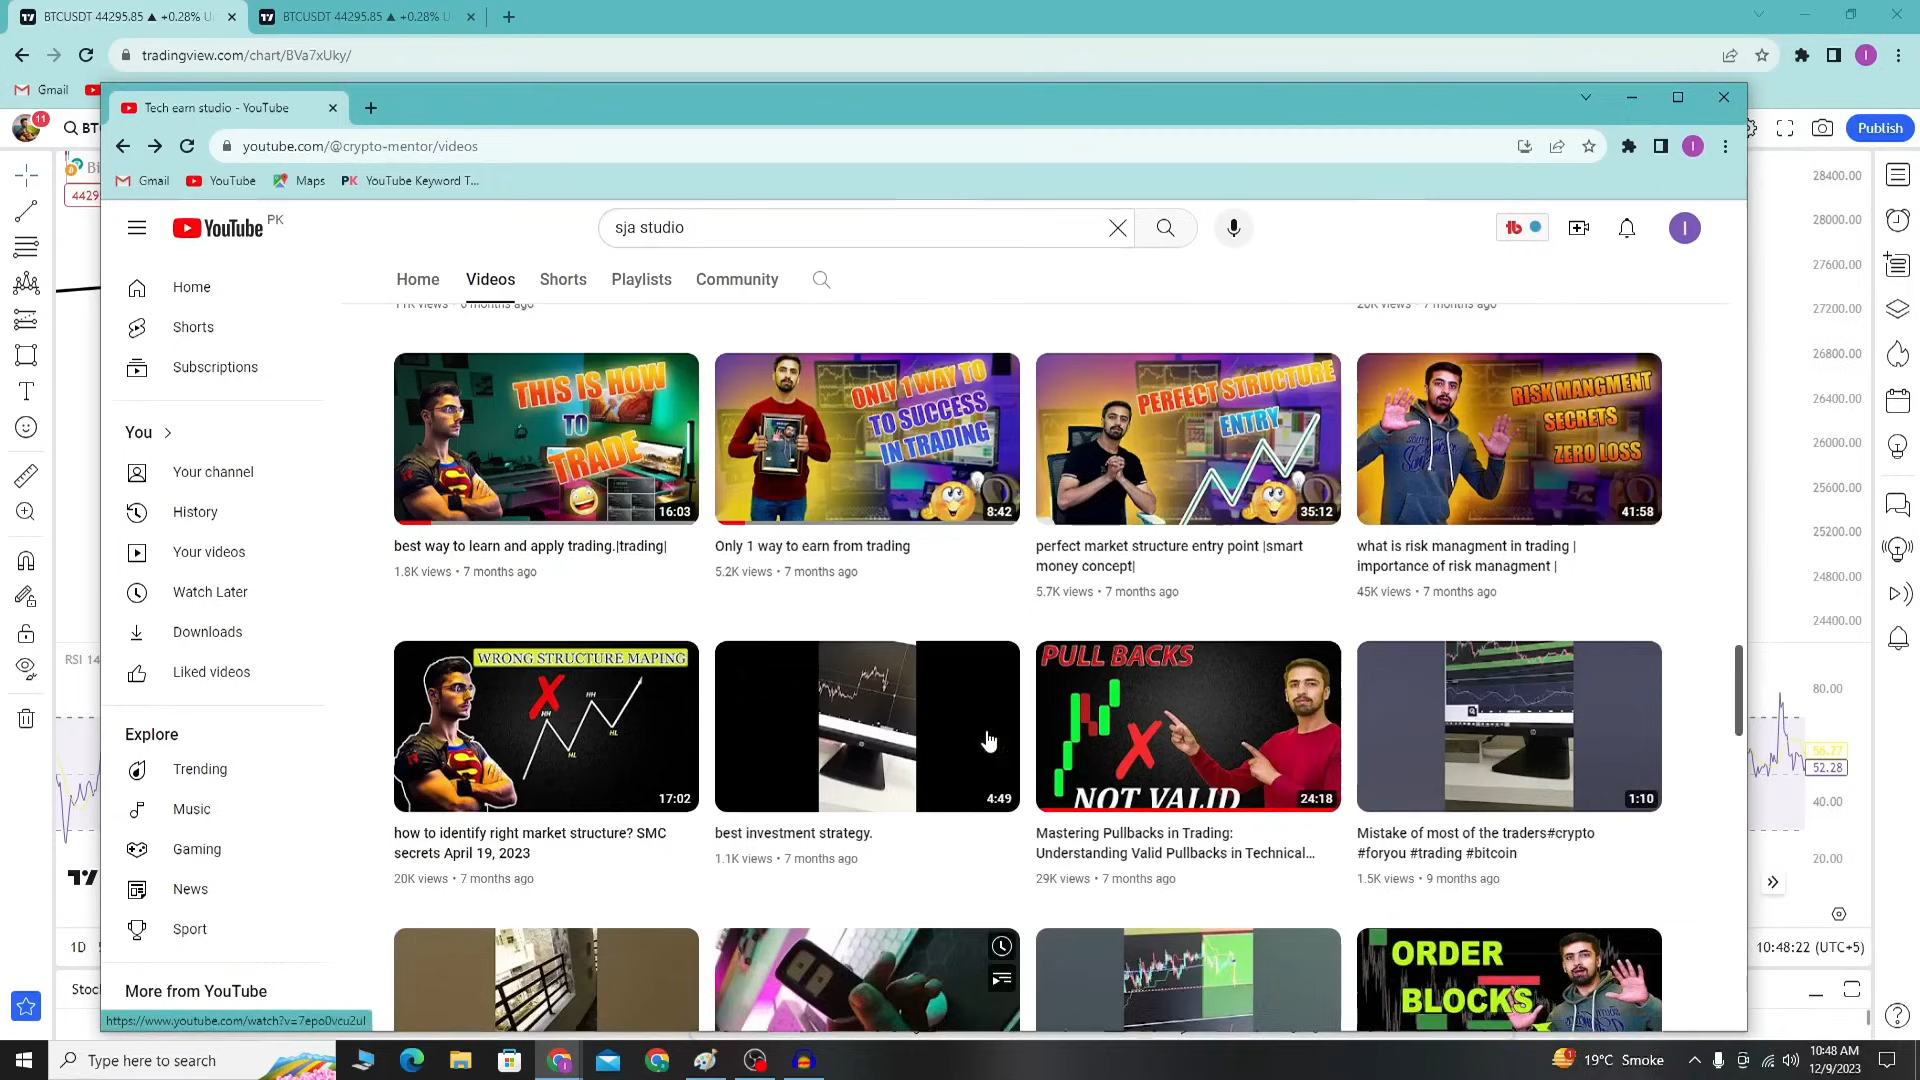 BTCUSDT 44295.85 ▲ +0.28%
BTCUSDT 44295.85 ▲ +0.28%
tradingview.com/chart/BVa7xUky/
Gmail
11
Publish
RSI 14
1D
Tech earn studio - YouTube
youtube.com/@crypto-mentor/videos
Gmail
YouTube
Maps
PK YouTube Keyword T...
YouTube PK
sja studio
I
Home
Videos
Shorts
Playlists
Community
Home
Shorts
Subscriptions
You
Your channel
History
Your videos
Watch Later
Downloads
Liked videos
Explore
Trending
Music
Gaming
News
Sport
More from YouTube
THIS IS HOW
TO
TRADE
16:03
best way to learn and apply trading.|trading|
1.8K views • 7 months ago
ONLY 1 WAY TO
TO SUCCESS
IN TRADING
8:42
Only 1 way to earn from trading
5.2K views • 7 months ago
PERFECT STRUCTURE
ENTRY
35:12
perfect market structure entry point |smart
money concept|
5.7K views • 7 months ago
RISK MANGMENT
SECRETS
ZERO LOSS
41:58
what is risk managment in trading |
importance of risk managment |
45K views • 7 months ago
WRONG STRUCTURE MAPING
HH
HH
HL
HL
17:02
how to identify right market structure? SMC
secrets April 19, 2023
20K views • 7 months ago
4:49
best investment strategy.
1.1K views • 7 months ago
PULL BACKS
NOT VALID
24:18
Mastering Pullbacks in Trading:
Understanding Valid Pullbacks in Technical...
29K views • 7 months ago
1:10
Mistake of most of the traders#crypto
#foryou #trading #bitcoin
1.5K views • 9 months ago
ORDER
BLOCKS
28400.00
28000.00
27600.00
27200.00
26800.00
26400.00
26000.00
25600.00
25200.00
24800.00
24400.00
80.00
56.27
52.28
40.00
20.00
10:48:22 (UTC+5)
https://www.youtube.com/watch?v=7epo0vcu2uI
Type here to search
19°C Smoke
10:48 AM
12/9/2023